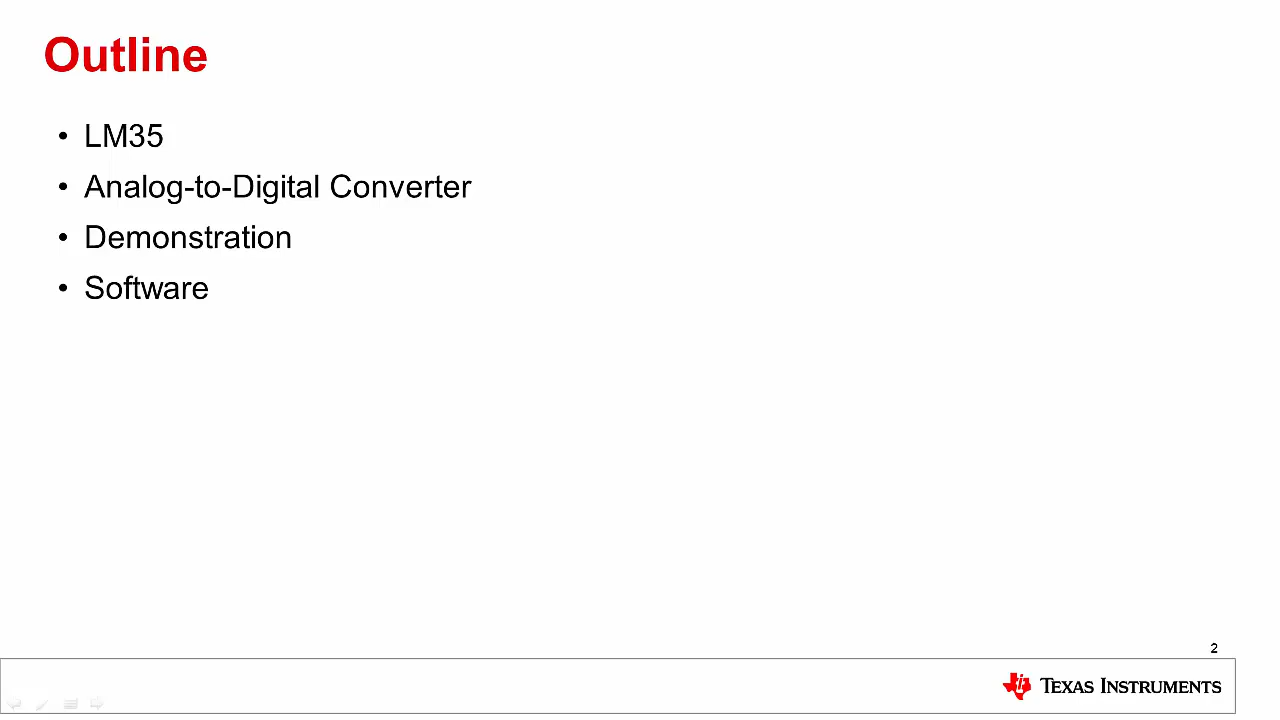 Outline
• LM35
• Analog-to-Digital Converter
• Demonstration
• Software
2
TEXAS INSTRUMENTS